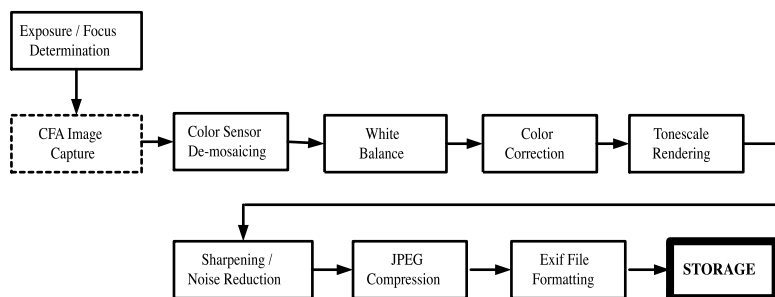 Exposure / Focus
Determination
CFA Image
Capture
Color Sensor
De-mosaicing
White
Balance
Color
Correction
Tonescale
Rendering
Sharpening /
Noise Reduction
JPEG
Compression
Exif File
Formatting
STORAGE